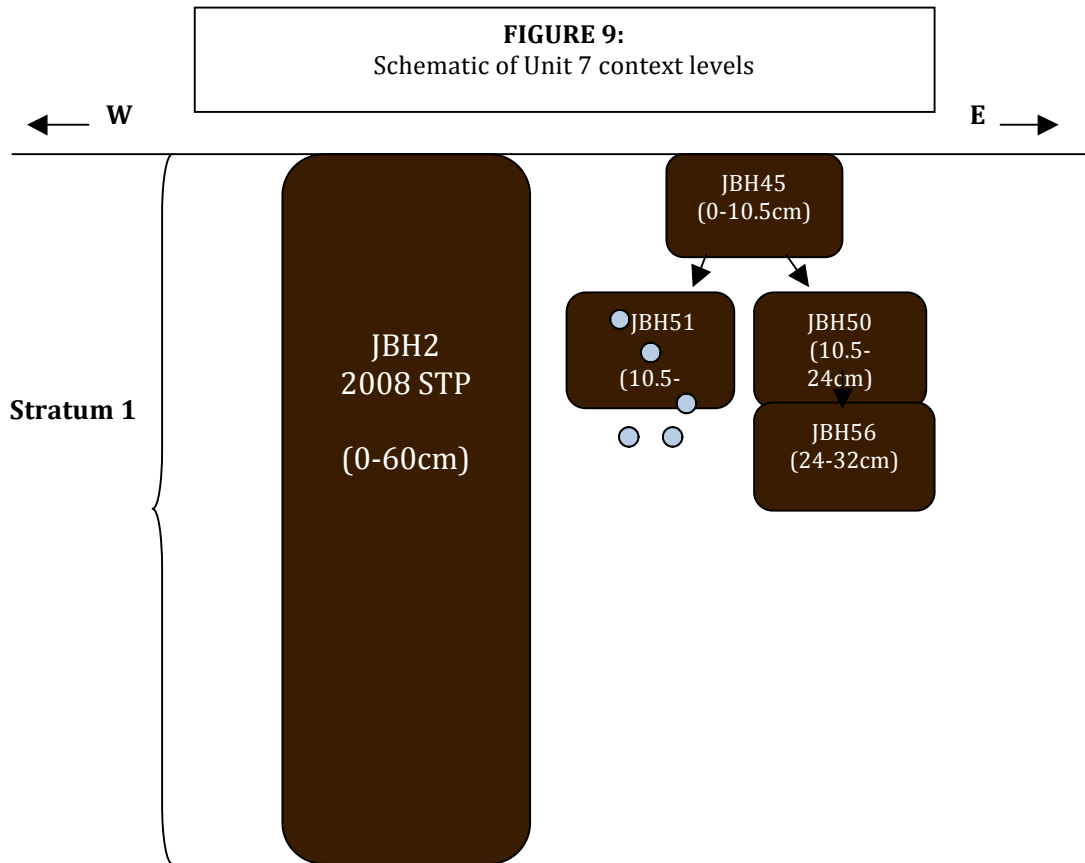 FIGURE 9:
Schematic of Unit 7 context levels
W
E
JBH45
(0-10.5cm)
JBH51
(10.5-
JBH50
(10.5-
24cm)
JBH56
(24-32cm)
JBH2
2008 STP
(0-60cm)
Stratum 1